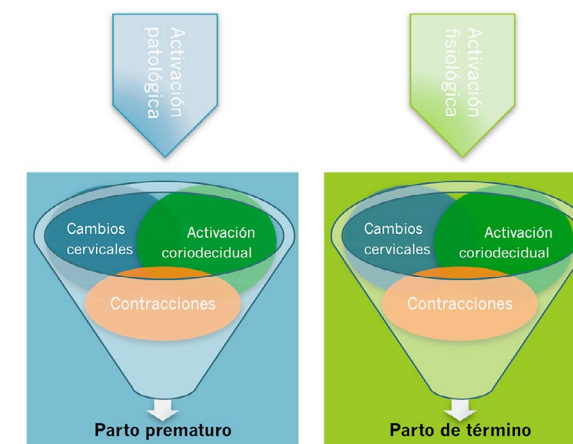 Activación
patológica
Activación
fisiológica
Cambios
cervicales
Activación
coriodecidual
Contracciones
Parto prematuro
Cambios
cervicales
Activación
coriodecidual
Contracciones
Parto de término